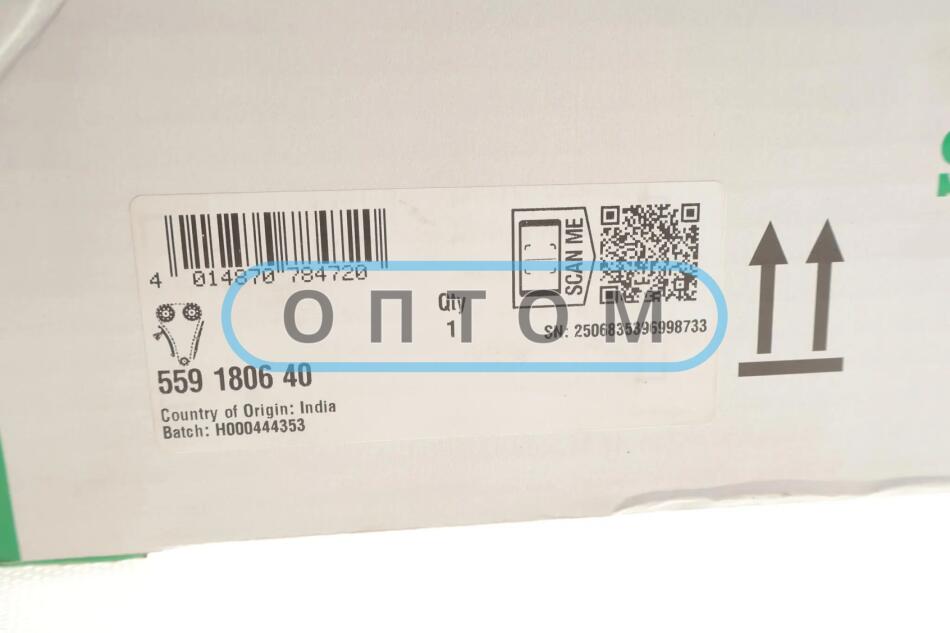 4 014870 784720
SCAN ME
Qty
1
SN: 2506835396998733
ОПТОМ
559 1806 40
Country of Origin: India
Batch: H000444353
S